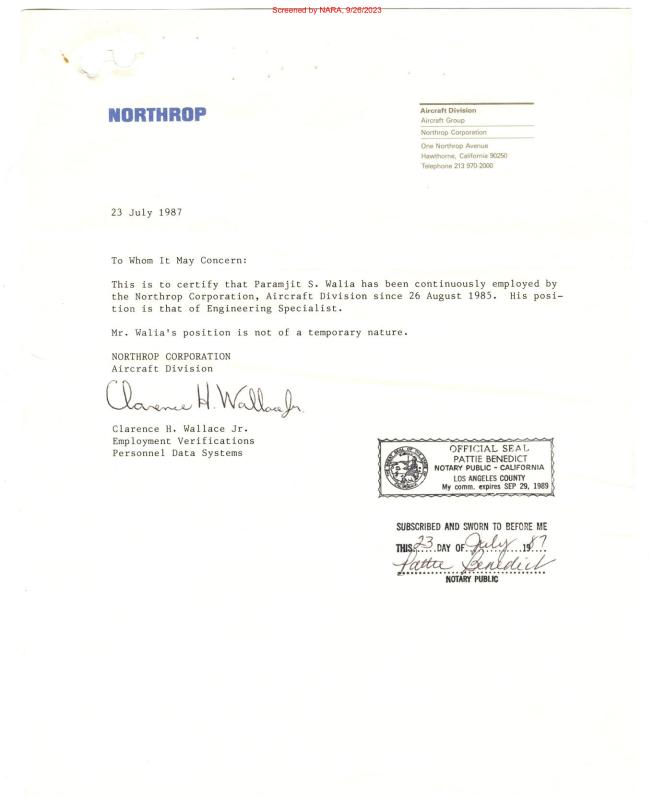 Screened by NARA, 9/26/2023
NORTHROP
Aircraft Division
Aircraft Group
Northrop Corporation
One Northrop Avenue
Hawthorne, California 90250
Telephone 213 970-2000
23 July 1987
To Whom It May Concern:
This is to certify that Paramjit S. Walia has been continuously employed by
the Northrop Corporation, Aircraft Division since 26 August 1985. His posi-
tion is that of Engineering Specialist.
Mr. Walia's position is not of a temporary nature.
NORTHROP CORPORATION
Aircraft Division
Clarence H. Wallace Jr.
Clarence H. Wallace Jr.
Employment Verifications
Personnel Data Systems
OFFICIAL SEAL
PATTIE BENEDICT
NOTARY PUBLIC - CALIFORNIA
LOS ANGELES COUNTY
My comm. expires SEP 29, 1989
SUBSCRIBED AND SWORN TO BEFORE ME
THIS 23 DAY OF July 1987
Pattie Benedict
NOTARY PUBLIC